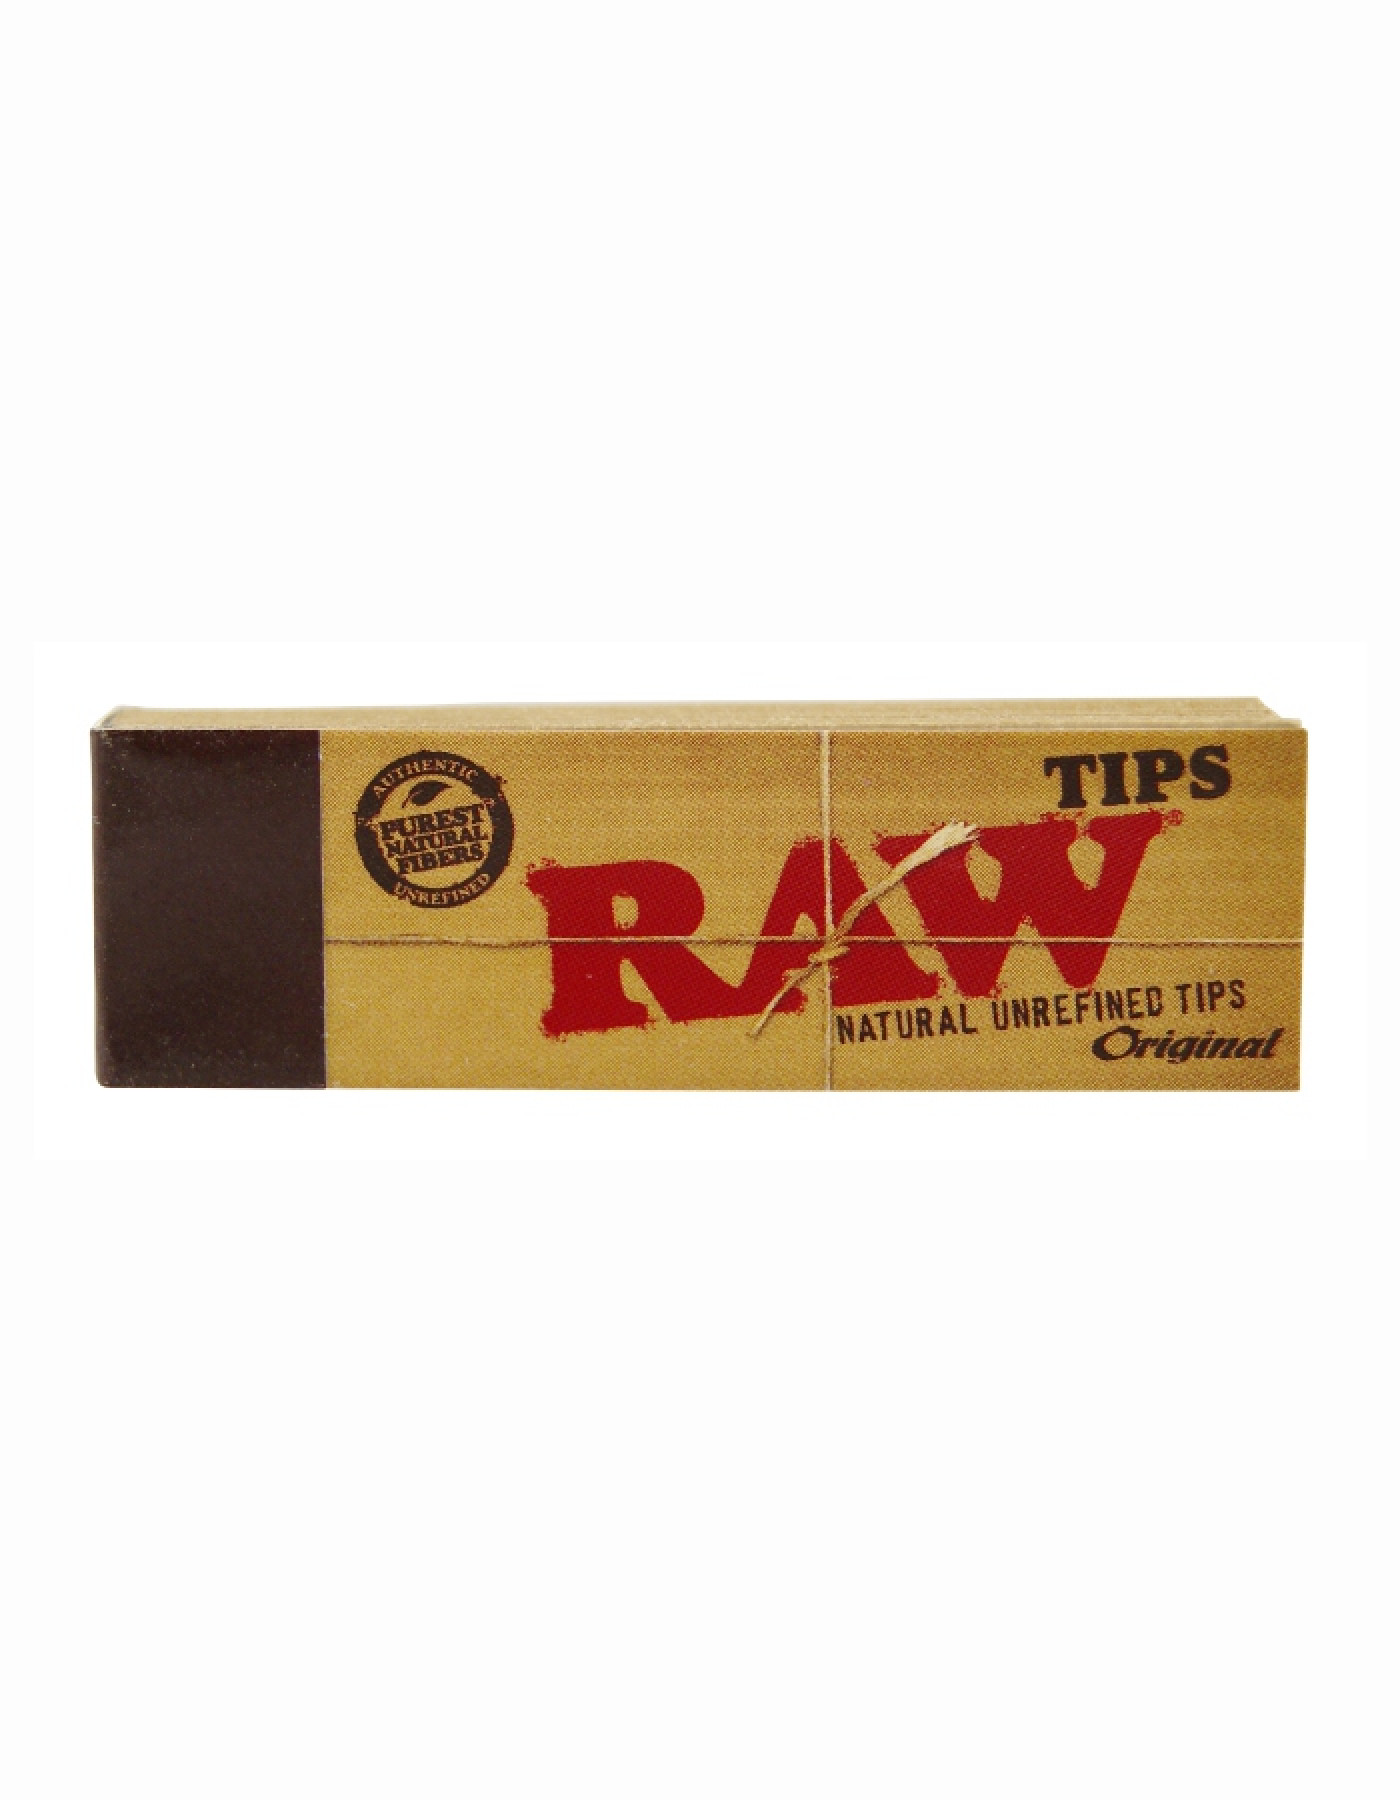 AUTHENTIC
PUREST
NATURAL
FIBERS
UNREFINED
TIPS
RAW®
NATURAL UNREFINED TIPS
Original